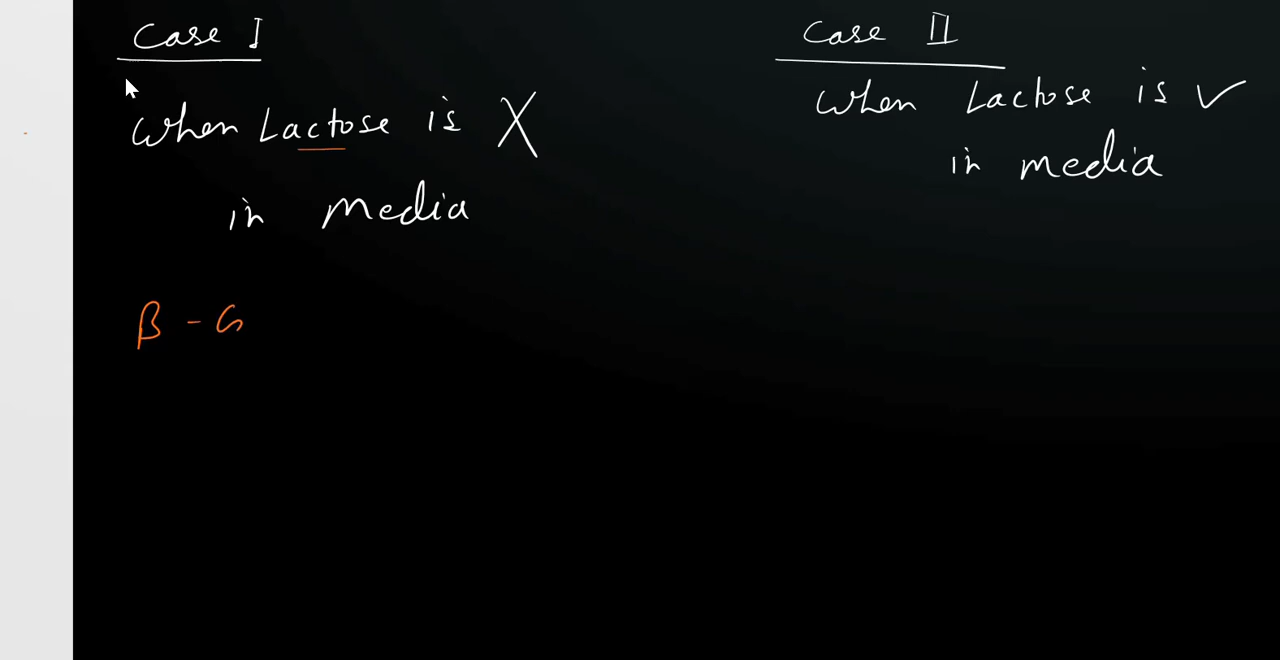 Case I
When Lactose is X
in media
β - G
Case II
When Lactose is ✓
in media